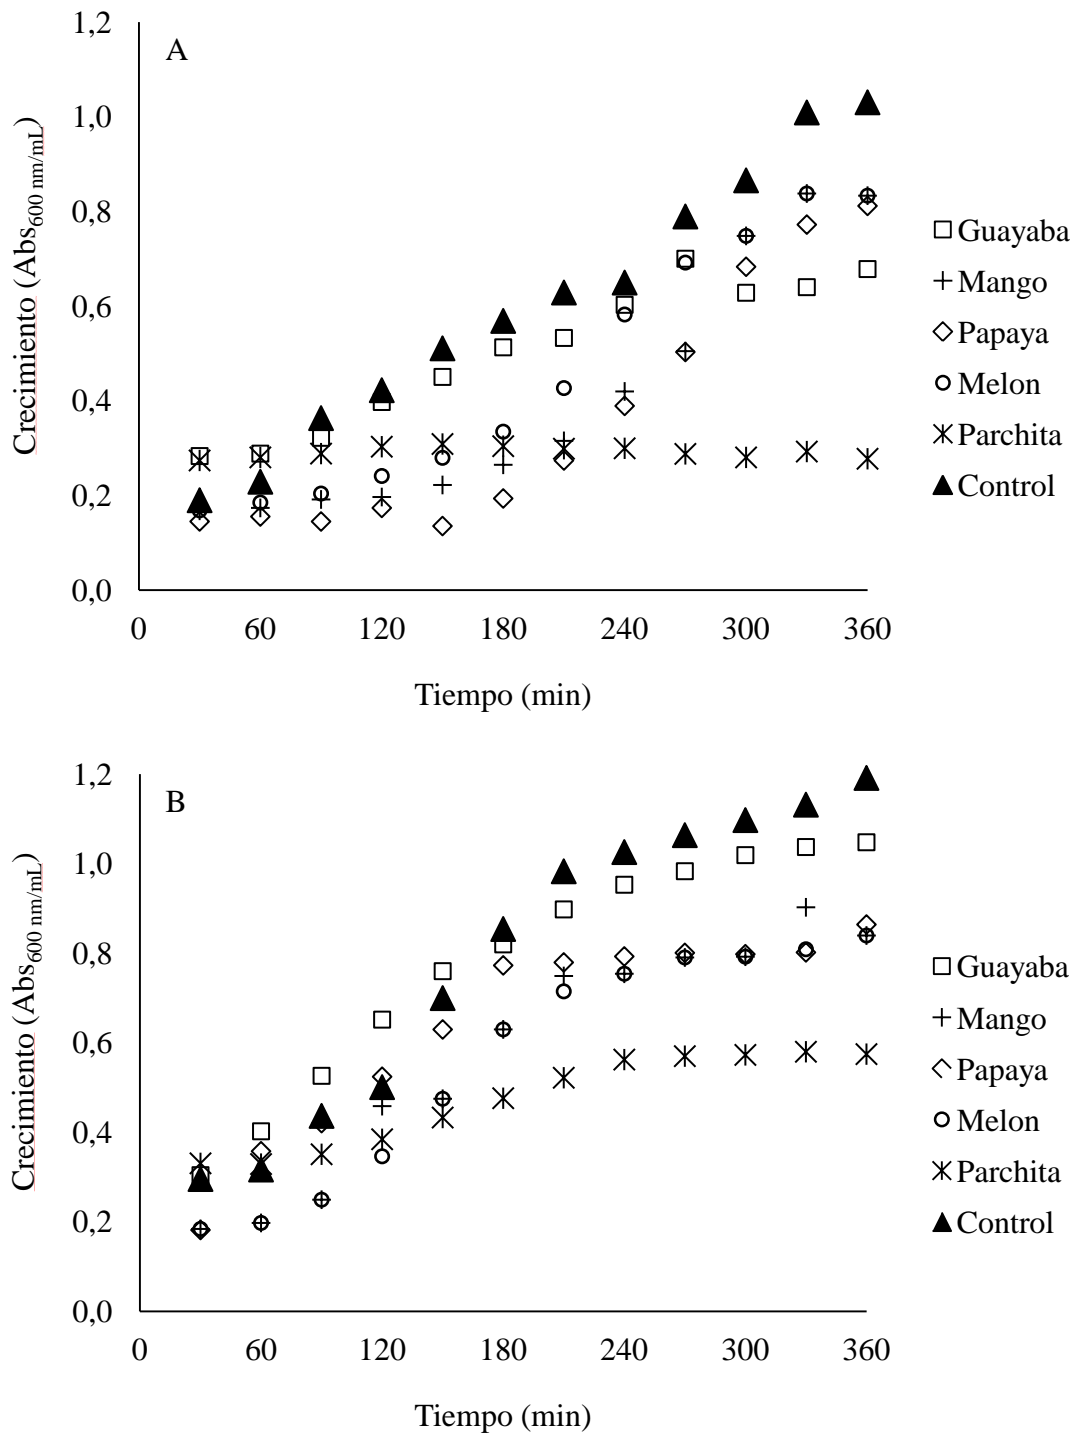 1,2
A
1,0
0,8
0,6
0,4
0,2
0,0
Crecimiento (Abs600 nm/mL)
0 60 120 180 240 300 360
Tiempo (min)
Guayaba
Mango
Papaya
Melon
Parchita
Control
1,2
B
1,0
0,8
0,6
0,4
0,2
0,0
Crecimiento (Abs600 nm/mL)
0 60 120 180 240 300 360
Tiempo (min)
Guayaba
Mango
Papaya
Melon
Parchita
Control